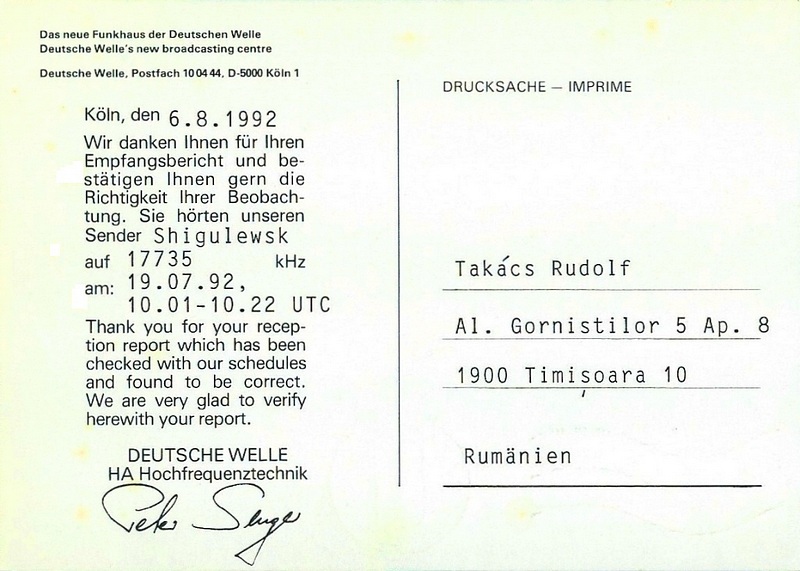 Das neue Funkhaus der Deutschen Welle
Deutsche Welle's new broadcasting centre
Deutsche Welle, Postfach 10 04 44, D-5000 Köln 1
Köln, den 6.8.1992
Wir danken Ihnen für Ihren
Empfangsbericht und be-
stätigen Ihnen gern die
Richtigkeit Ihrer Beobach-
tung. Sie hörten unseren
Sender Shigulewsk
auf 17735 kHz
am: 19.07.92,
10.01-10.22 UTC
Thank you for your recep-
tion report which has been
checked with our schedules
and found to be correct.
We are very glad to verify
herewith your report.
DEUTSCHE WELLE
HA Hochfrequenztechnik
Peter Senger
DRUCKSACHE – IMPRIME
Takács Rudolf
Al. Gornistilor 5 Ap. 8
1900 Timişoara 10
Rumänien